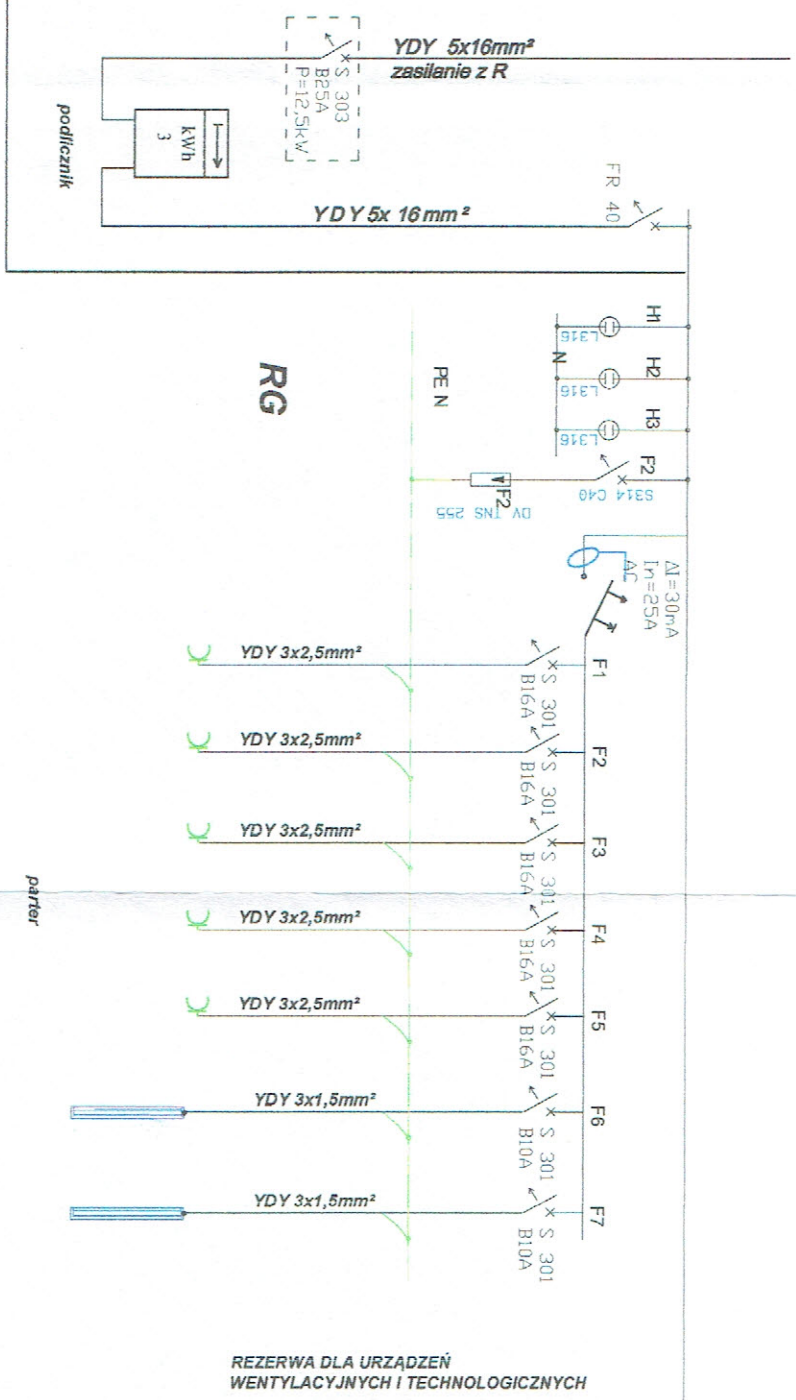 YDY 5x16mm²
zasilanie z R
S 303
B25A
P=12,5kW
kWh
3
podlicznik
YDY 5x 16mm²
FR 40
H1
H2
H3
L316
L316
L316
N
F2
S314 C40
F2
DV TNS 255
PE N
RG
ΔI=30mA
In=25A
AC
F1
S 301
B16A
YDY 3x2,5mm²
F2
S 301
B16A
YDY 3x2,5mm²
F3
S 301
B16A
YDY 3x2,5mm²
F4
S 301
B16A
YDY 3x2,5mm²
F5
S 301
B16A
YDY 3x2,5mm²
F6
S 301
B10A
YDY 3x1,5mm²
F7
S 301
B10A
YDY 3x1,5mm²
parter
REZERWA DLA URZĄDZEŃ
WENTYLACYJNYCH I TECHNOLOGICZNYCH